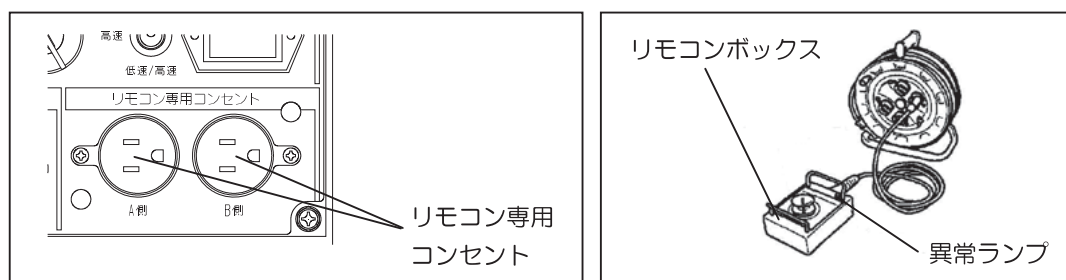 高速
低速/高速
リモコン専用コンセント
A側
B側
リモコン専用
コンセント
リモコンボックス
異常ランプ